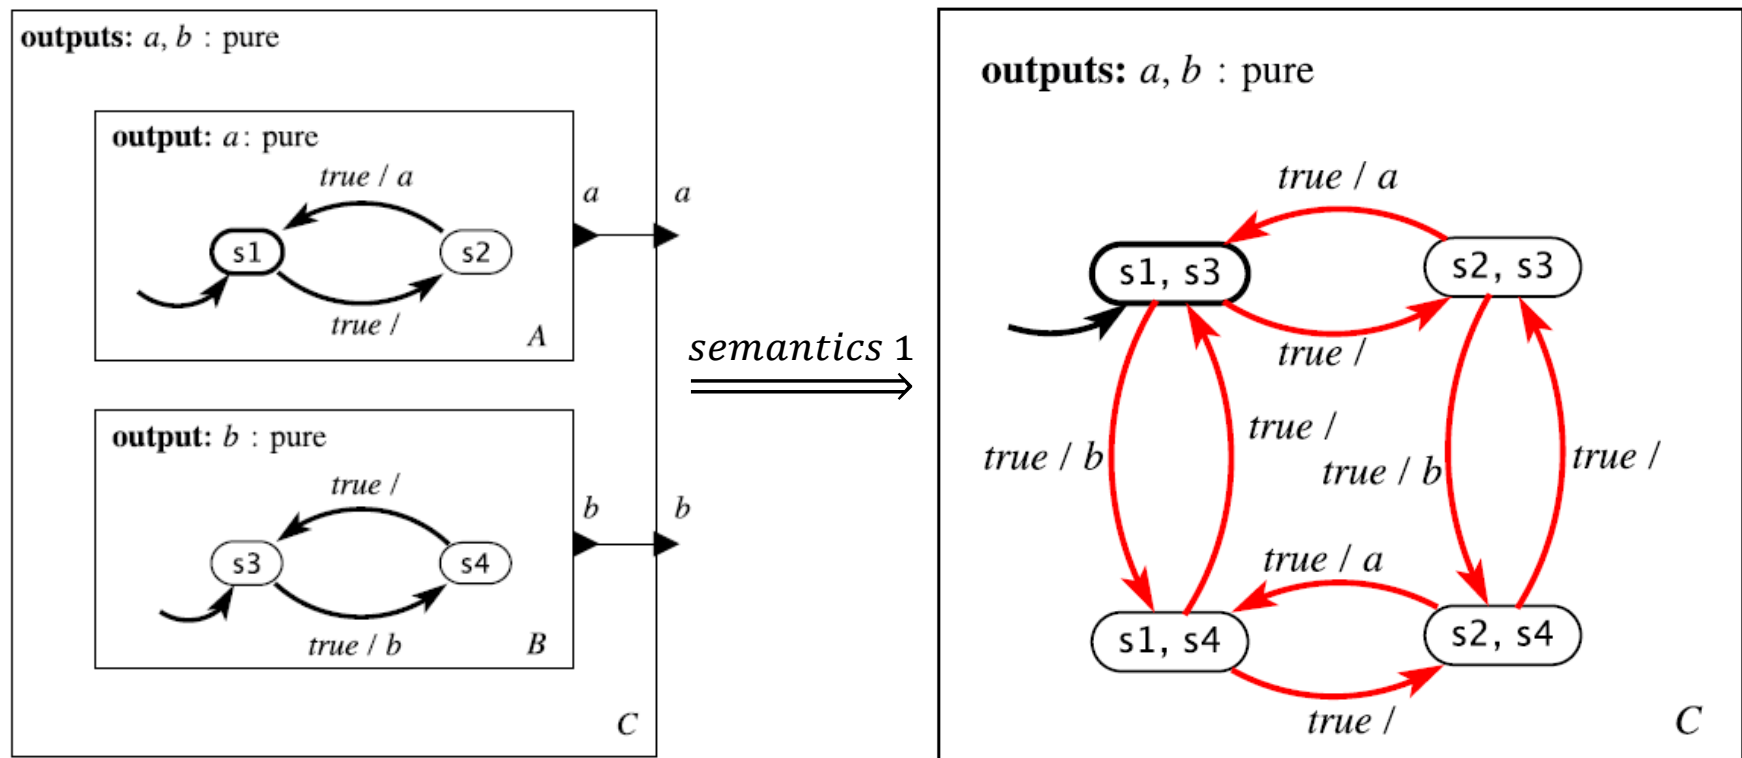 outputs: a, b : pure
output: a: pure
true / a
s1
s2
true /
A
a
a
output: b : pure
true /
s3
s4
true / b
B
b
b
C
semantics 1
outputs: a, b : pure
true / a
s1, s3
s2, s3
true /
true / b
true /
true / b
true /
true / a
s1, s4
s2, s4
true /
C